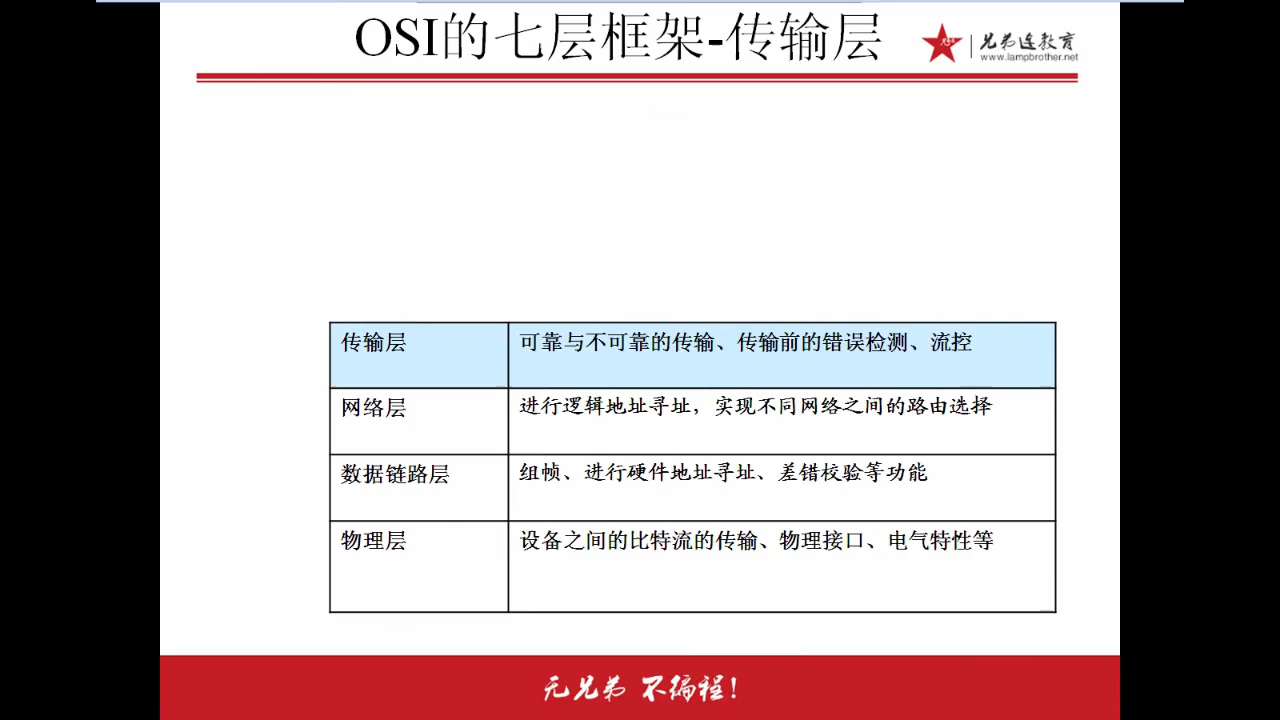 OSI的七层框架-传输层
兄弟连教育
www.lampbrother.net
传输层 可靠与不可靠的传输、传输前的错误检测、流控
网络层 进行逻辑地址寻址，实现不同网络之间的路由选择
数据链路层 组帧、进行硬件地址寻址、差错校验等功能
物理层 设备之间的比特流的传输、物理接口、电气特性等
无兄弟 不编程！